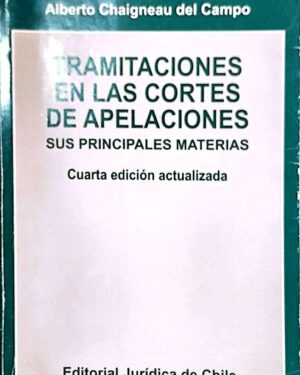 Alberto Chaigneau del Campo
TRAMITACIONES
EN LAS CORTES
DE APELACIONES
SUS PRINCIPALES MATERIAS
Cuarta edición actualizada
Editorial Jurídica de Chile